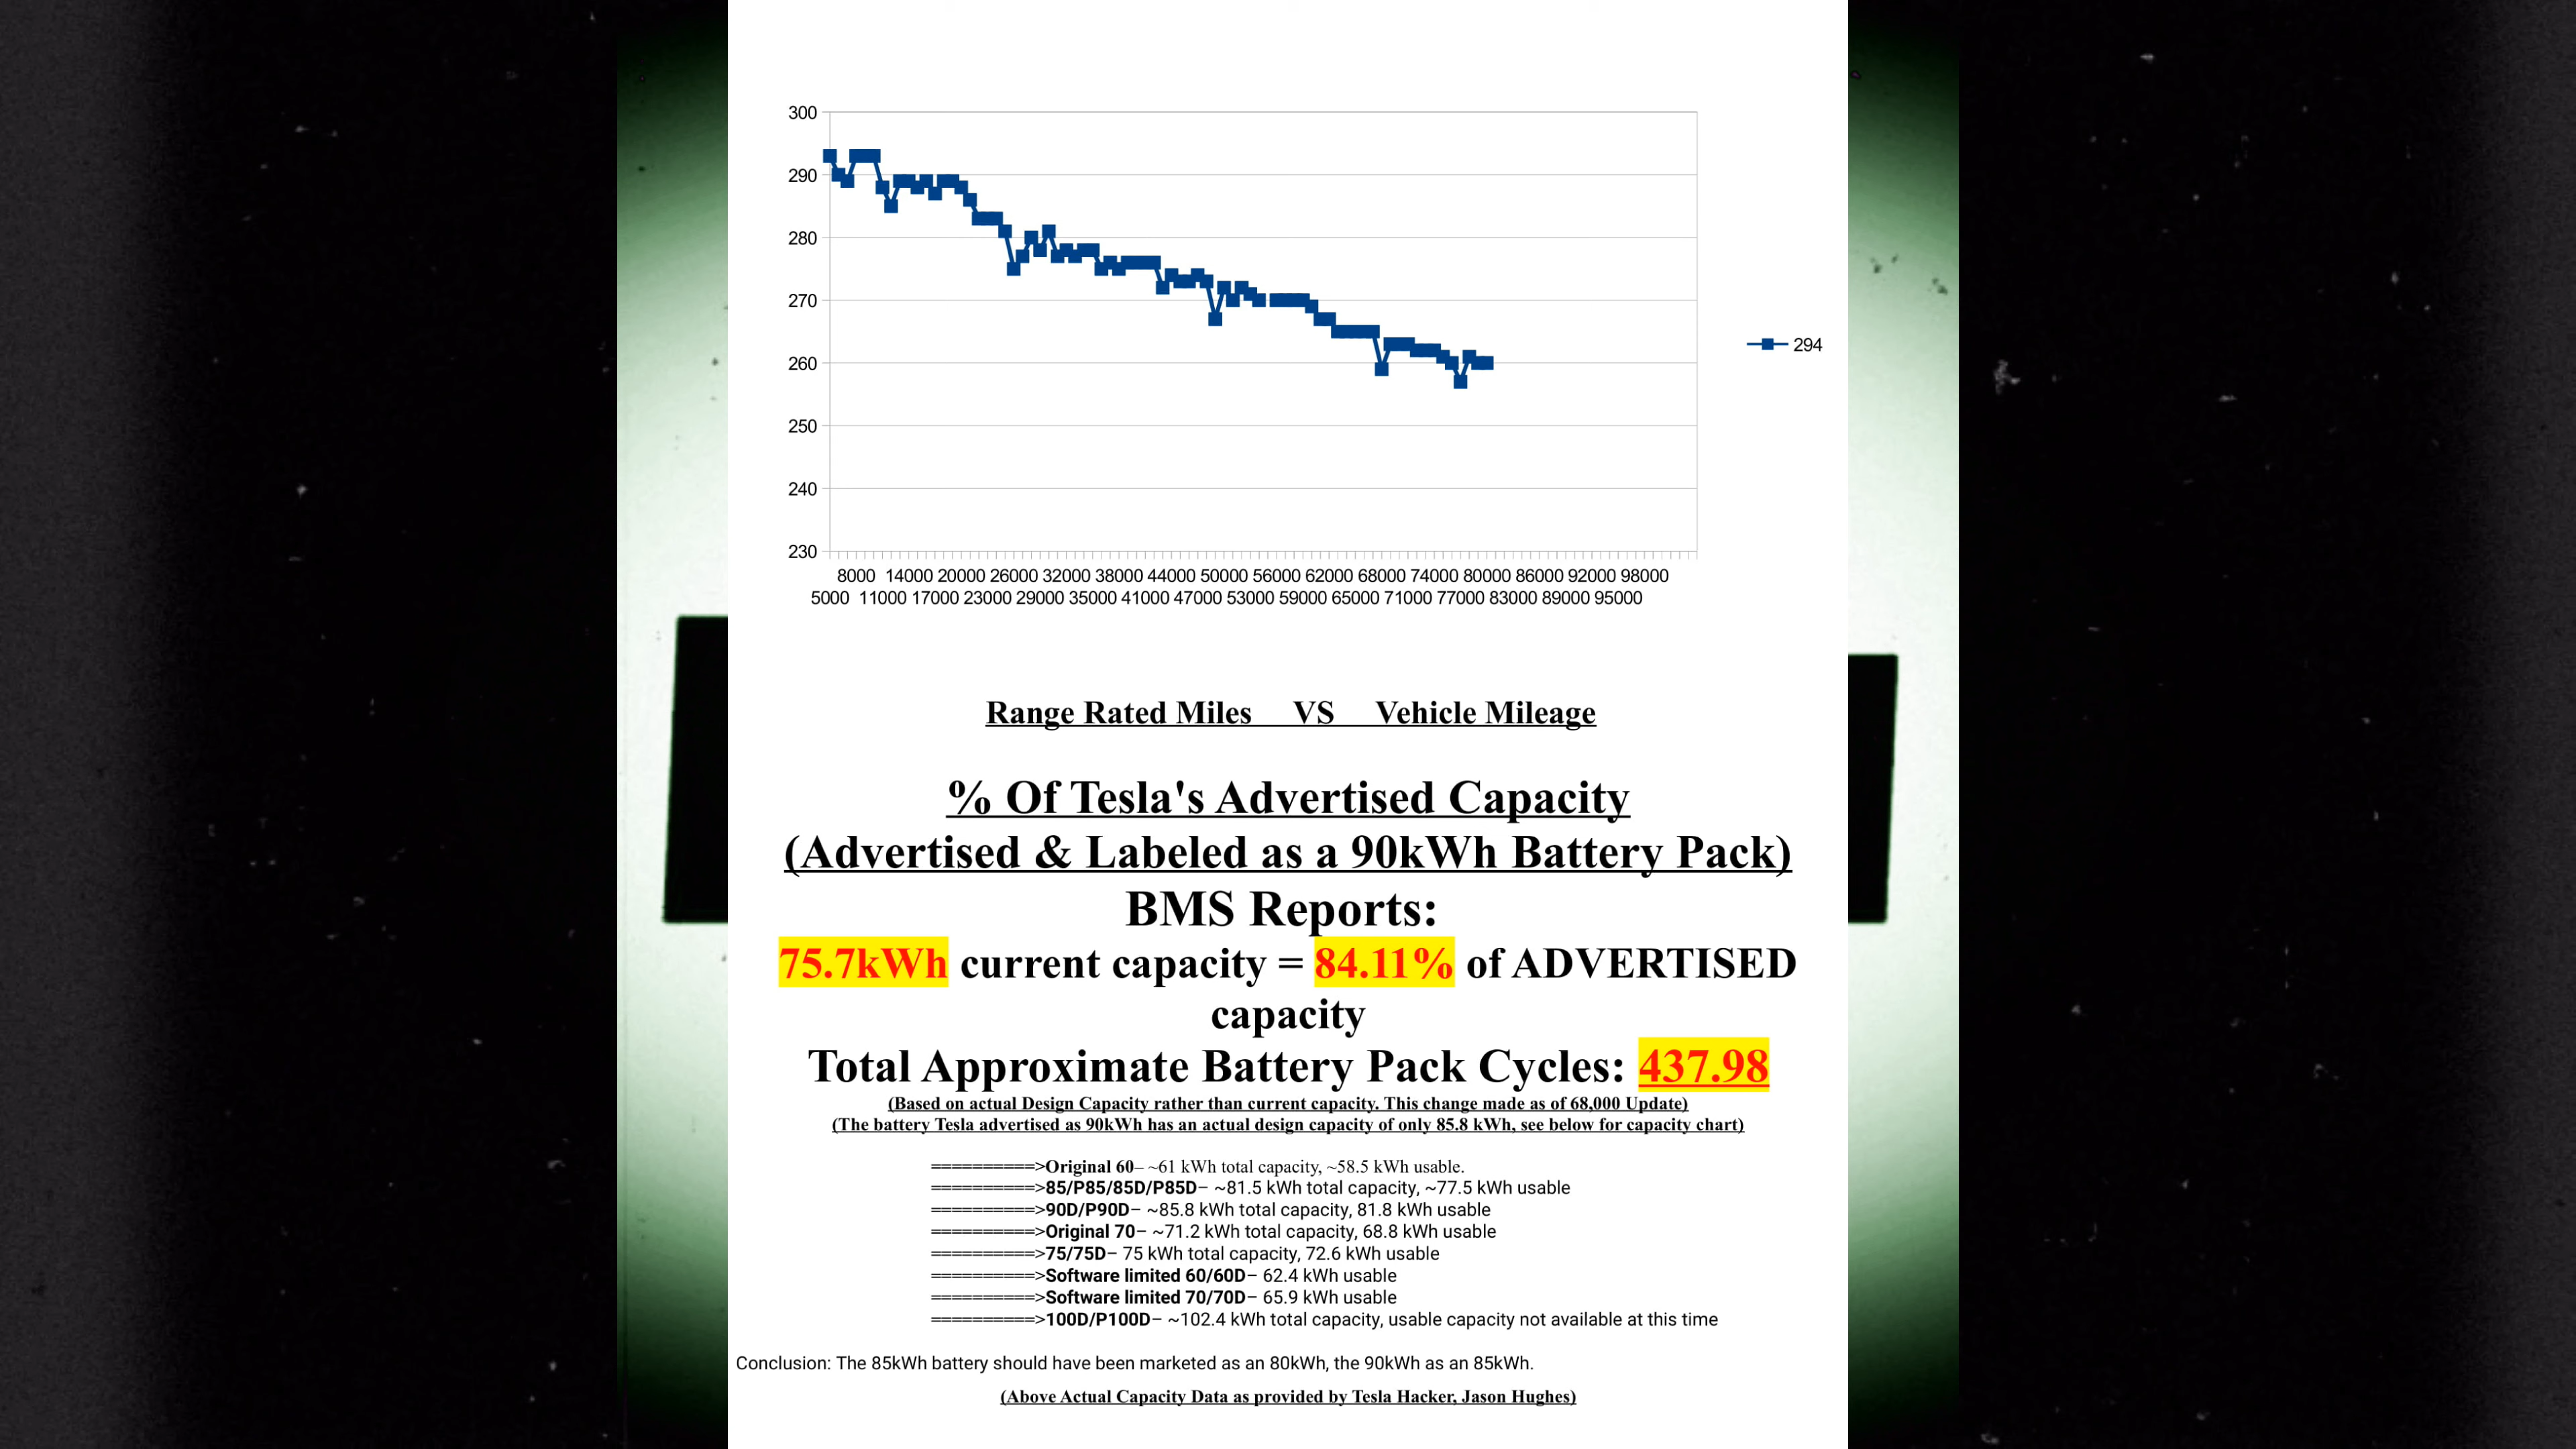 300
290
280
270
260
250
240
230
294
8000 14000 20000 26000 32000 38000 44000 50000 56000 62000 68000 74000 80000 86000 92000 98000
5000 11000 17000 23000 29000 35000 41000 47000 53000 59000 65000 71000 77000 83000 89000 95000
Range Rated Miles VS Vehicle Mileage
% Of Tesla's Advertised Capacity
(Advertised & Labeled as a 90kWh Battery Pack)
BMS Reports:
75.7kWh current capacity = 84.11% of ADVERTISED
capacity
Total Approximate Battery Pack Cycles: 437.98
(Based on actual Design Capacity rather than current capacity. This change made as of 68,000 Update)
(The battery Tesla advertised as 90kWh has an actual design capacity of only 85.8 kWh, see below for capacity chart)
==========>Original 60– ~61 kWh total capacity, ~58.5 kWh usable.
==========>85/P85/85D/P85D– ~81.5 kWh total capacity, ~77.5 kWh usable
==========>90D/P90D– ~85.8 kWh total capacity, 81.8 kWh usable
==========>Original 70– ~71.2 kWh total capacity, 68.8 kWh usable
==========>75/75D– 75 kWh total capacity, 72.6 kWh usable
==========>Software limited 60/60D– 62.4 kWh usable
==========>Software limited 70/70D– 65.9 kWh usable
==========>100D/P100D– ~102.4 kWh total capacity, usable capacity not available at this time
Conclusion: The 85kWh battery should have been marketed as an 80kWh, the 90kWh as an 85kWh.
(Above Actual Capacity Data as provided by Tesla Hacker, Jason Hughes)